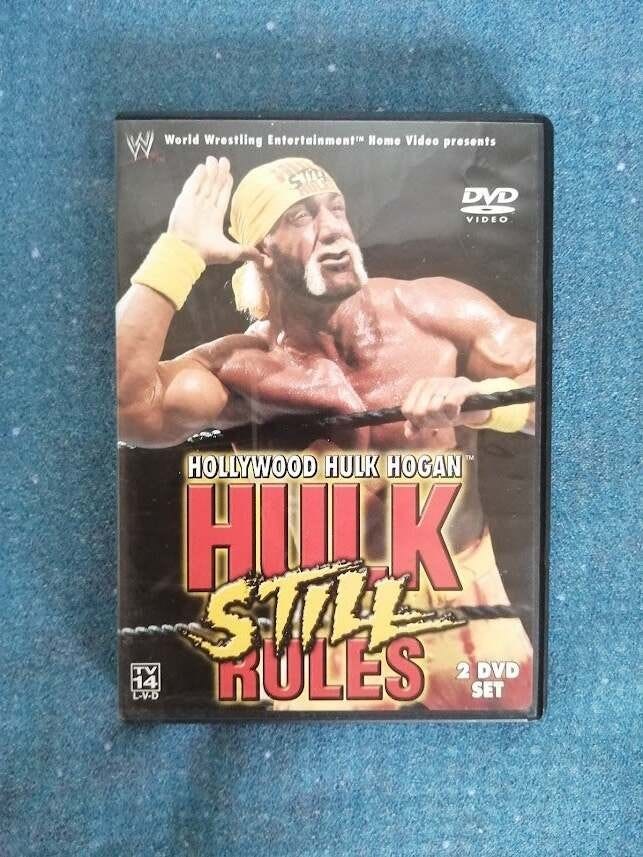 W
World Wrestling Entertainment™ Home Video presents
STILL
DVD
VIDEO
HOLLYWOOD HULK HOGAN™
HULK
STILL
RULES
TV
14
L-V-D
2 DVD
SET